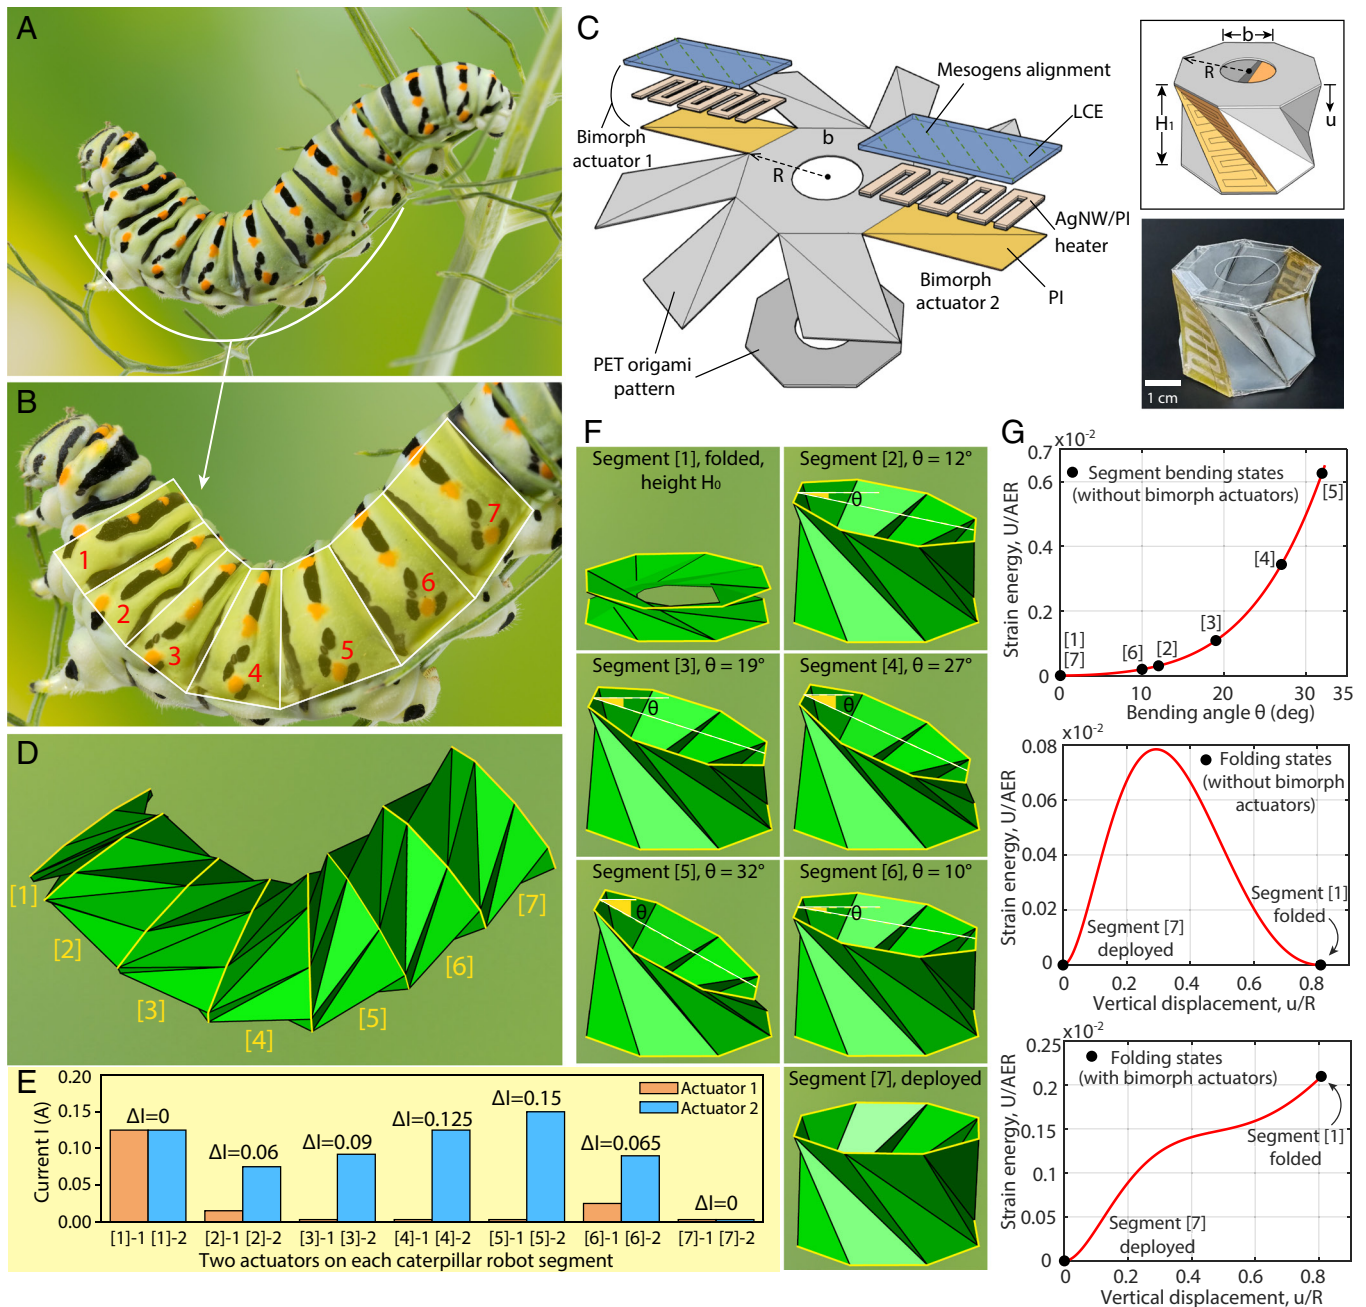 A
B
1
2
3
4
5
6
7
C
Mesogens alignment
LCE
Bimorph
actuator 1
b
R
AgNW/PI
heater
Bimorph
actuator 2
PI
PET origami
pattern
b
R
H1
u
1 cm
D
[1]
[2]
[3]
[4]
[5]
[6]
[7]
E
Current I (A)
0.20
0.15
0.10
0.05
0.00
Actuator 1
Actuator 2
ΔI=0
ΔI=0.06
ΔI=0.09
ΔI=0.125
ΔI=0.15
ΔI=0.065
ΔI=0
[1]-1 [1]-2 [2]-1 [2]-2 [3]-1 [3]-2 [4]-1 [4]-2 [5]-1 [5]-2 [6]-1 [6]-2 [7]-1 [7]-2
Two actuators on each caterpillar robot segment
F
Segment [1], folded,
height H₀
Segment [2], θ = 12°
θ
Segment [3], θ = 19°
θ
Segment [4], θ = 27°
θ
Segment [5], θ = 32°
θ
Segment [6], θ = 10°
θ
Segment [7], deployed
G
x10⁻²
0.7
0.6
0.4
0.2
0
Strain energy, U/AER
Segment bending states
(without bimorph actuators)
[1]
[7]
[6]
[2]
[3]
[4]
[5]
0 10 20 30 35
Bending angle θ (deg)
x10⁻²
0.08
0.06
0.04
0.02
0
Strain energy, U/AER
Folding states
(without bimorph
actuators)
Segment [1]
folded
Segment [7]
deployed
0 0.2 0.4 0.6 0.8
Vertical displacement, u/R
x10⁻²
0.25
0.2
0.15
0.1
0.05
0
Strain energy, U/AER
Folding states
(with bimorph actuators)
Segment [1]
folded
Segment [7]
deployed
0 0.2 0.4 0.6 0.8
Vertical displacement, u/R